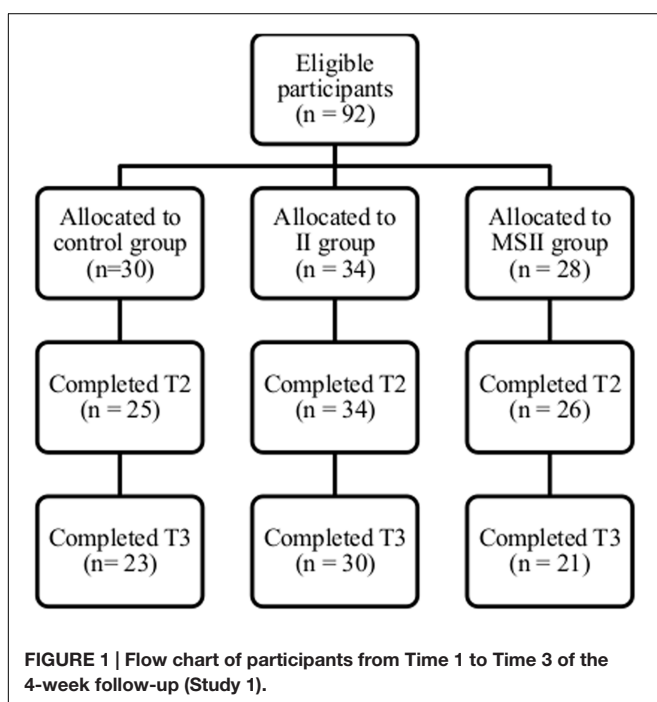 Eligible
participants
(n = 92)
Allocated to
control group
(n=30)
Allocated to
II group
(n = 34)
Allocated to
MSII group
(n = 28)
Completed T2
(n = 25)
Completed T2
(n = 34)
Completed T2
(n = 26)
Completed T3
(n= 23)
Completed T3
(n = 30)
Completed T3
(n = 21)
FIGURE 1 | Flow chart of participants from Time 1 to Time 3 of the
4-week follow-up (Study 1).